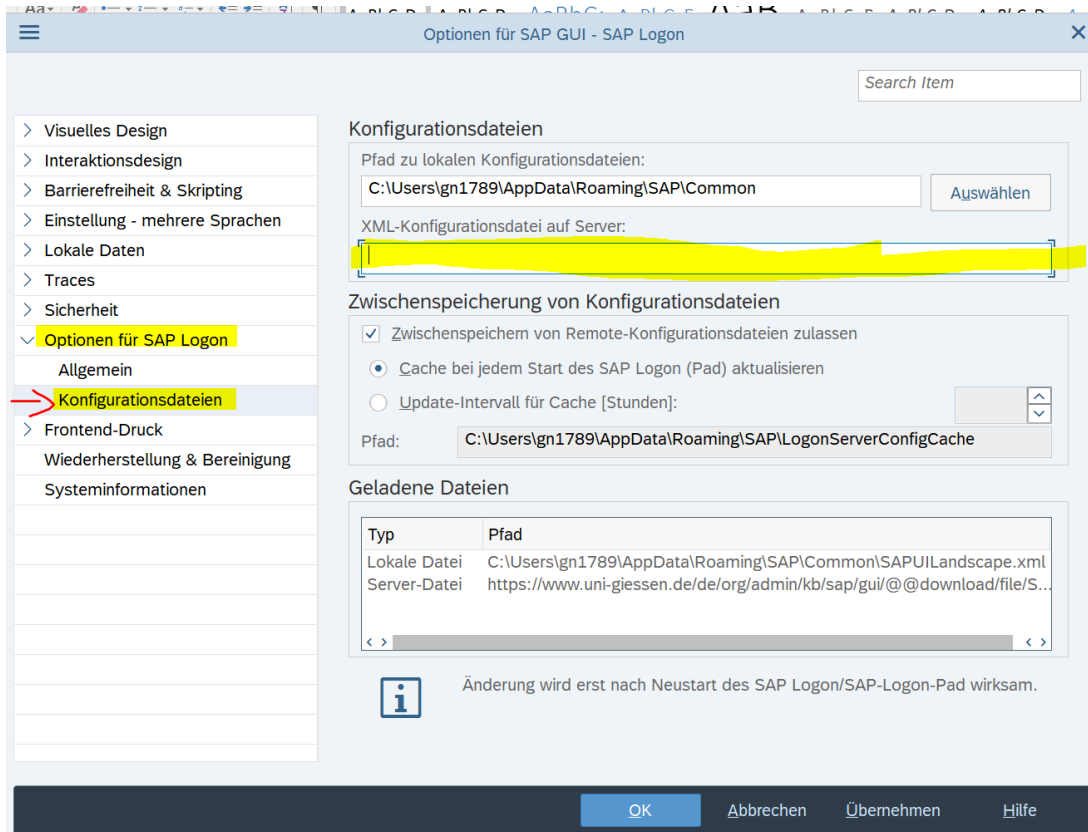 Optionen für SAP GUI - SAP Logon
Search Item
Visuelles Design
Interaktionsdesign
Barrierefreiheit & Skripting
Einstellung - mehrere Sprachen
Lokale Daten
Traces
Sicherheit
Optionen für SAP Logon
Allgemein
Konfigurationsdateien
Frontend-Druck
Wiederherstellung & Bereinigung
Systeminformationen
Konfigurationsdateien
Pfad zu lokalen Konfigurationsdateien:
C:\Users\gn1789\AppData\Roaming\SAP\Common
Auswählen
XML-Konfigurationsdatei auf Server:
Zwischenspeicherung von Konfigurationsdateien
Zwischenspeichern von Remote-Konfigurationsdateien zulassen
Cache bei jedem Start des SAP Logon (Pad) aktualisieren
Update-Intervall für Cache [Stunden]:
Pfad: C:\Users\gn1789\AppData\Roaming\SAP\LogonServerConfigCache
Geladene Dateien
Typ Pfad
Lokale Datei C:\Users\gn1789\AppData\Roaming\SAP\Common\SAPUILandscape.xml
Server-Datei https://www.uni-giessen.de/de/org/admin/kb/sap/gui/@@download/file/S...
Änderung wird erst nach Neustart des SAP Logon/SAP-Logon-Pad wirksam.
OK Abbrechen Übernehmen Hilfe